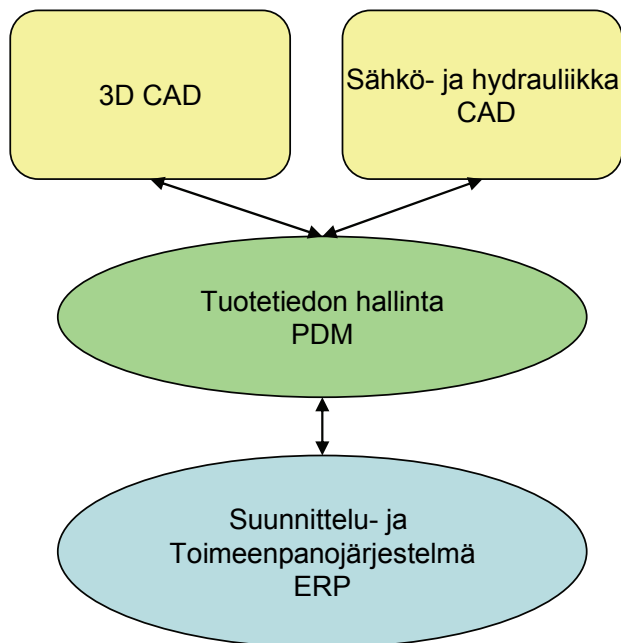 3D CAD
Sähkö- ja hydrauliikka
CAD
Tuotetiedon hallinta
PDM
Suunnittelu- ja
Toimeenpanojärjestelmä
ERP